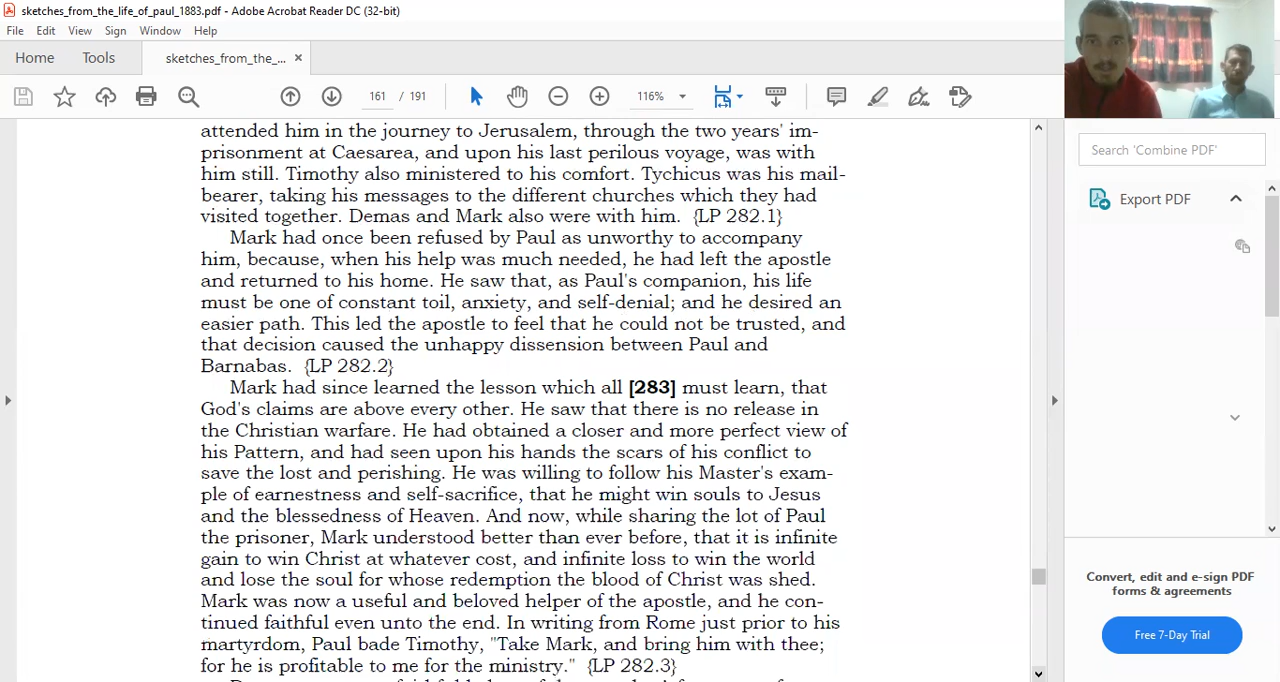 sketches_from_the_life_of_paul_1883.pdf - Adobe Acrobat Reader DC (32-bit)
File Edit View Sign Window Help
Home Tools sketches_from_the_... ×
161 / 191 116%
attended him in the journey to Jerusalem, through the two years' im-
prisonment at Caesarea, and upon his last perilous voyage, was with
him still. Timothy also ministered to his comfort. Tychicus was his mail-
bearer, taking his messages to the different churches which they had
visited together. Demas and Mark also were with him. {LP 282.1}
Mark had once been refused by Paul as unworthy to accompany
him, because, when his help was much needed, he had left the apostle
and returned to his home. He saw that, as Paul's companion, his life
must be one of constant toil, anxiety, and self-denial; and he desired an
easier path. This led the apostle to feel that he could not be trusted, and
that decision caused the unhappy dissension between Paul and
Barnabas. {LP 282.2}
Mark had since learned the lesson which all [283] must learn, that
God's claims are above every other. He saw that there is no release in
the Christian warfare. He had obtained a closer and more perfect view of
his Pattern, and had seen upon his hands the scars of his conflict to
save the lost and perishing. He was willing to follow his Master's exam-
ple of earnestness and self-sacrifice, that he might win souls to Jesus
and the blessedness of Heaven. And now, while sharing the lot of Paul
the prisoner, Mark understood better than ever before, that it is infinite
gain to win Christ at whatever cost, and infinite loss to win the world
and lose the soul for whose redemption the blood of Christ was shed.
Mark was now a useful and beloved helper of the apostle, and he con-
tinued faithful even unto the end. In writing from Rome just prior to his
martyrdom, Paul bade Timothy, "Take Mark, and bring him with thee;
for he is profitable to me for the ministry." {LP 282.3}
Search 'Combine PDF'
Export PDF
Convert, edit and e-sign PDF
forms & agreements
Free 7-Day Trial